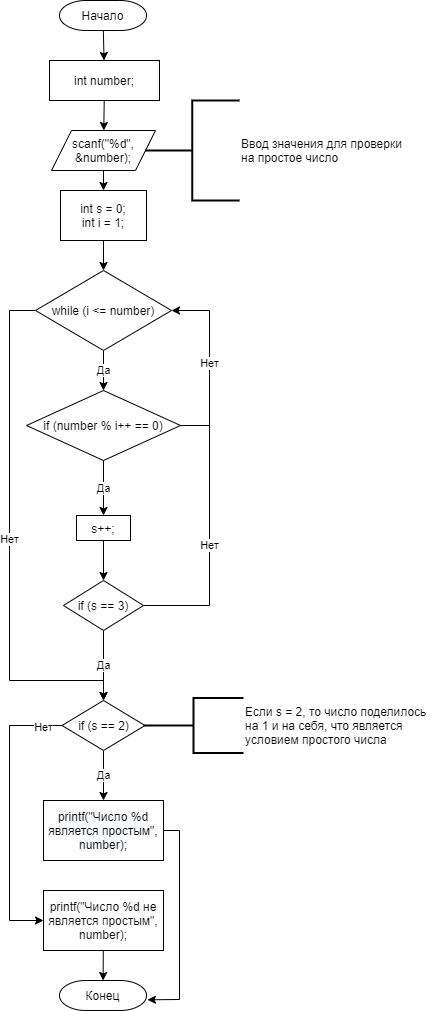 Начало
int number;
scanf("%d",
&number);
Ввод значения для проверки
на простое число
int s = 0;
int i = 1;
while (i <= number)
Нет
Да
if (number % i++ == 0)
Да
s++;
Нет
Нет
if (s == 3)
Да
Если s = 2, то число поделилось
на 1 и на себя, что является
условием простого числа
Нет
if (s == 2)
Да
printf("Число %d
является простым",
number);
printf("Число %d не
является простым",
number);
Конец